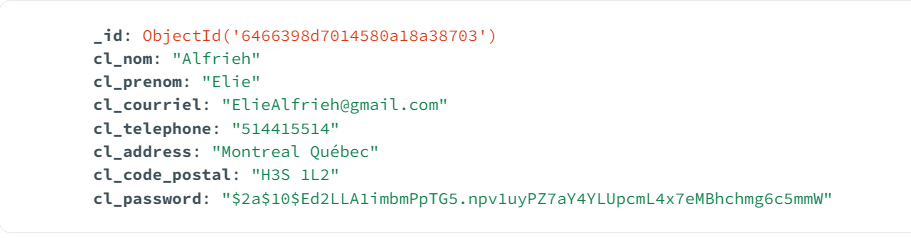 _id: ObjectId('6466398d7014580a18a38703')
cl_nom: "Alfrieh"
cl_prenom: "Elie"
cl_courriel: "ElieAlfrieh@gmail.com"
cl_telephone: "514415514"
cl_address: "Montreal Québec"
cl_code_postal: "H3S 1L2"
cl_password: "$2a$10$Ed2LLA1imbmPpTG5.npv1uyPZ7aY4YLUpcmL4x7eMBhchmg6c5mmW"